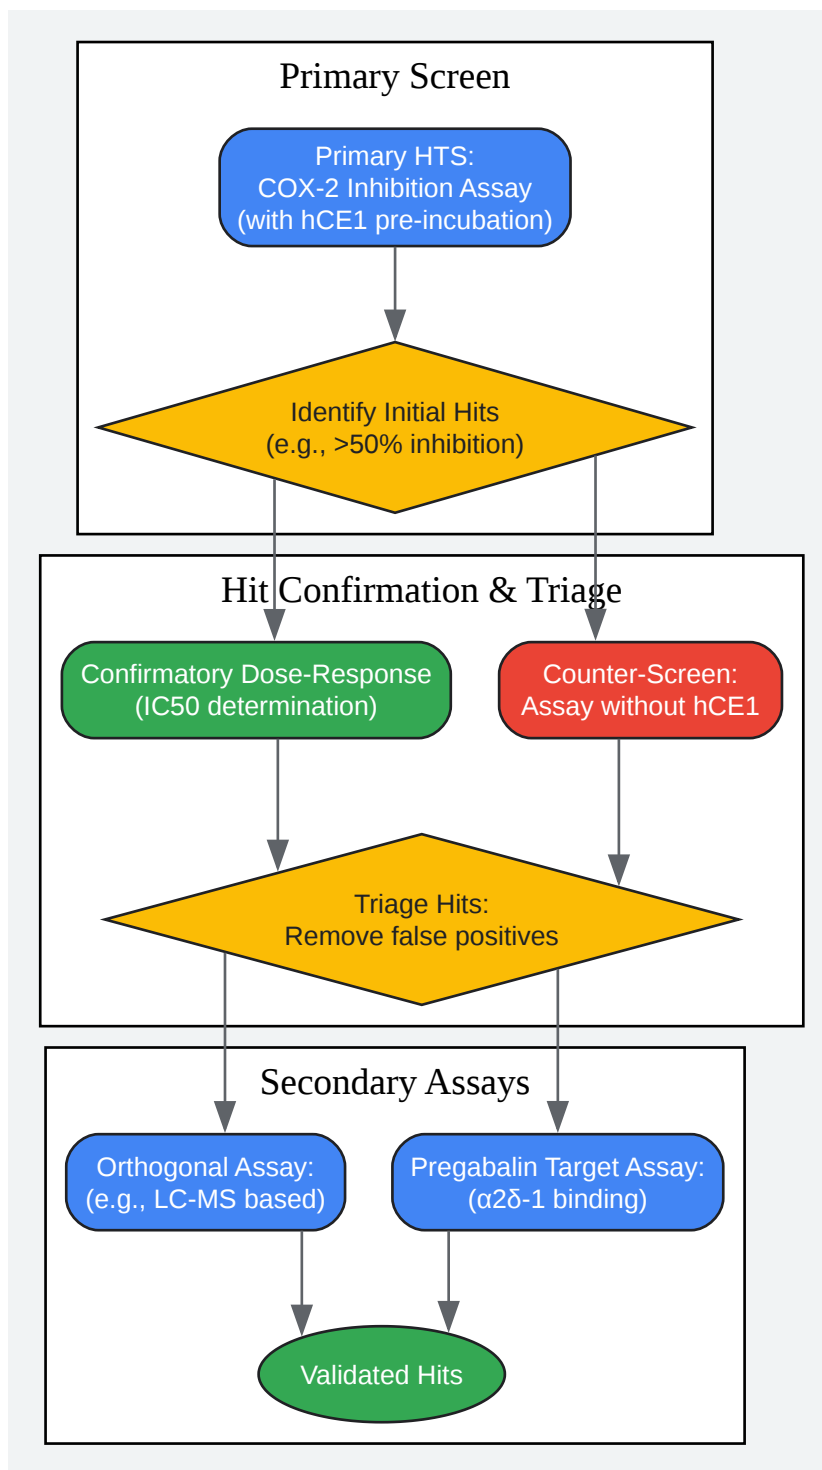 Primary Screen
Primary HTS:
COX-2 Inhibition Assay
(with hCE1 pre-incubation)
Identify Initial Hits
(e.g., >50% inhibition)
Hit Confirmation & Triage
Confirmatory Dose-Response
(IC50 determination)
Counter-Screen:
Assay without hCE1
Triage Hits:
Remove false positives
Secondary Assays
Orthogonal Assay:
(e.g., LC-MS based)
Pregabalin Target Assay:
(α2δ-1 binding)
Validated Hits